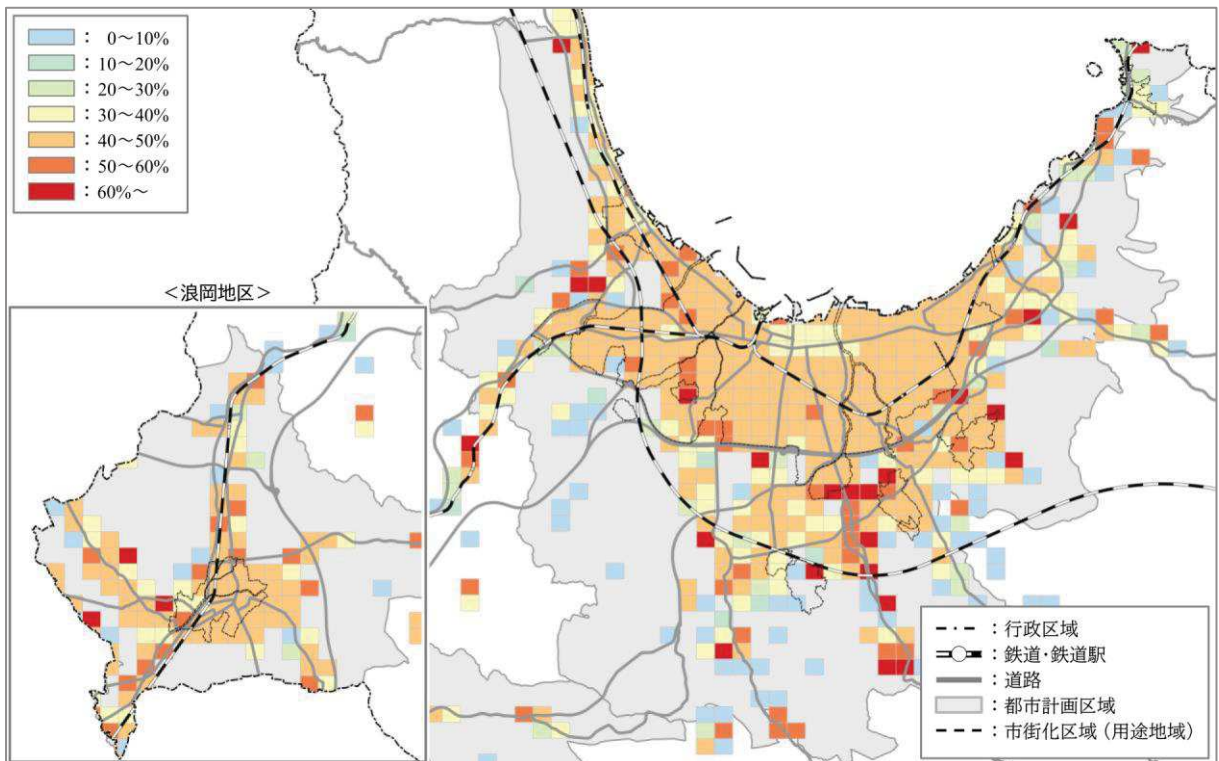 ： 0～10%
： 10～20%
： 20～30%
： 30～40%
： 40～50%
： 50～60%
： 60%～
＜浪岡地区＞
：行政区域
：鉄道・鉄道駅
：道路
：都市計画区域
：市街化区域（用途地域）